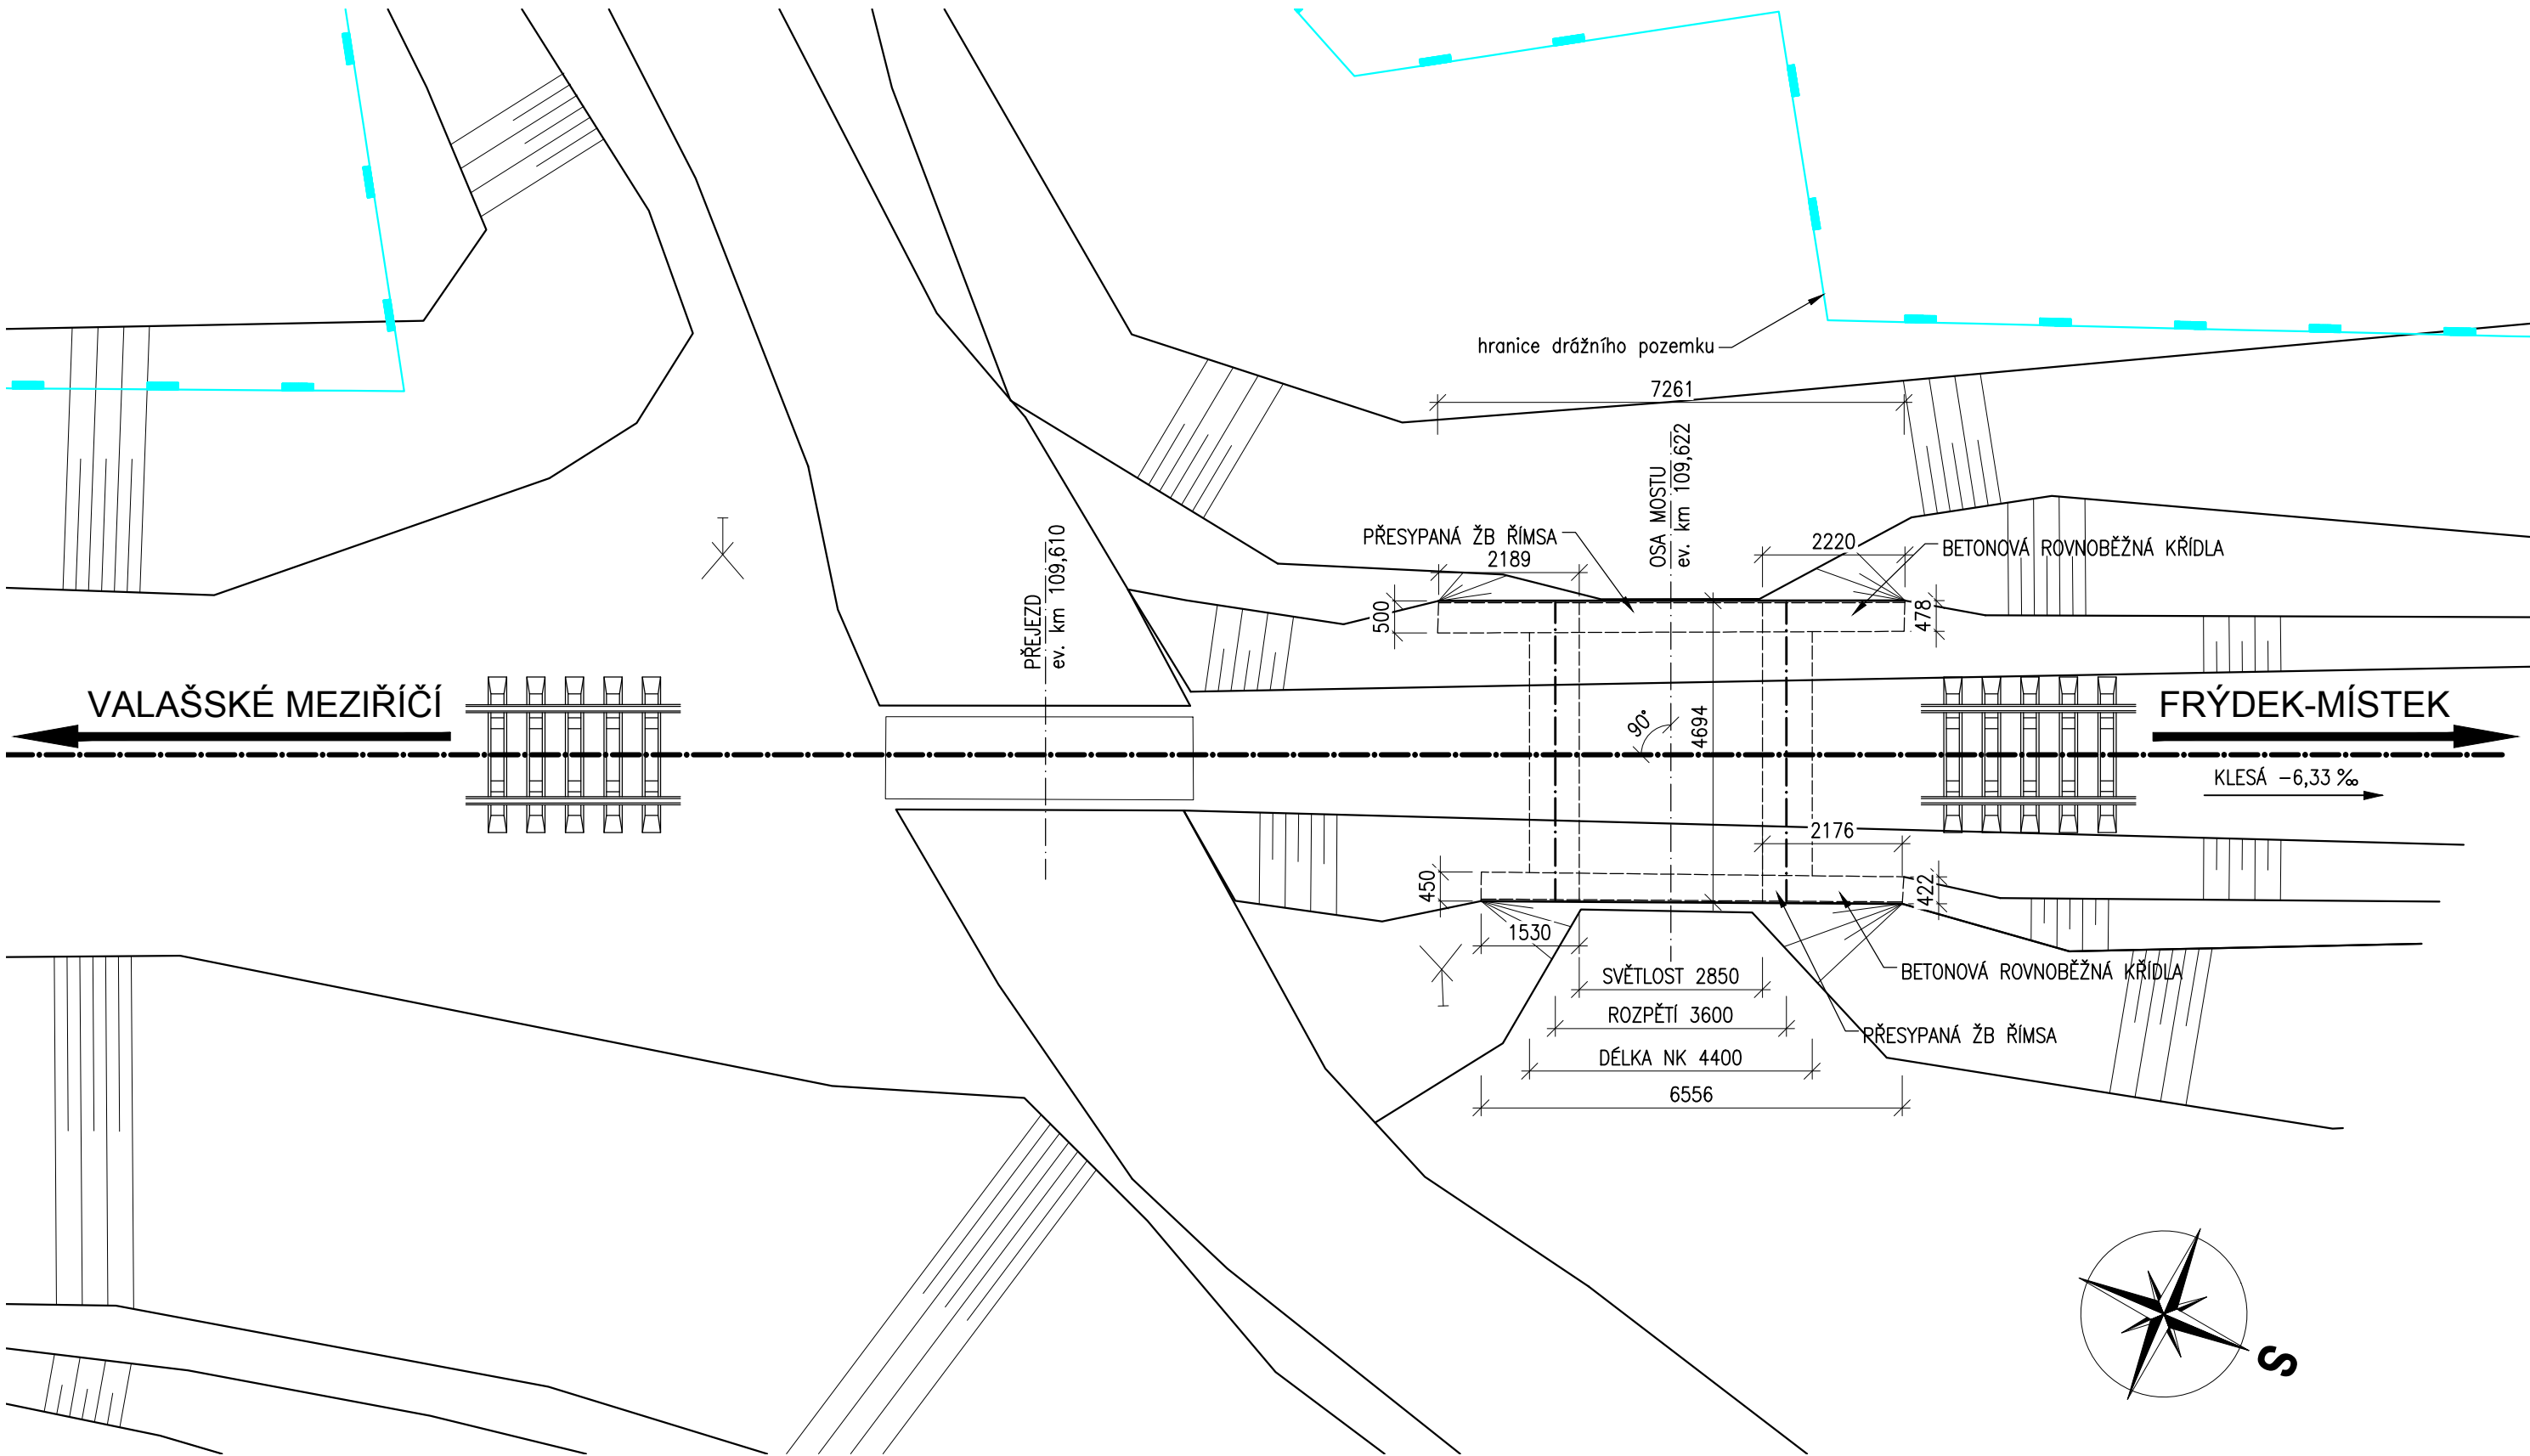 hranice drážního pozemku
7261
OSA MOSTU
ev. km 109,622
PŘESYPANÁ ŽB ŘÍMSA
2189
2220
BETONOVÁ ROVNOBĚŽNÁ KŘÍDLA
PŘEJEZD
ev. km 109,610
500
478
VALAŠSKÉ MEZIŘÍČÍ
FRÝDEK-MÍSTEK
90°
4694
KLESÁ -6,33 ‰
2176
450
422
1530
SVĚTLOST 2850
BETONOVÁ ROVNOBĚŽNÁ KŘÍDLA
ROZPĚTÍ 3600
PŘESYPANÁ ŽB ŘÍMSA
DÉLKA NK 4400
6556
S